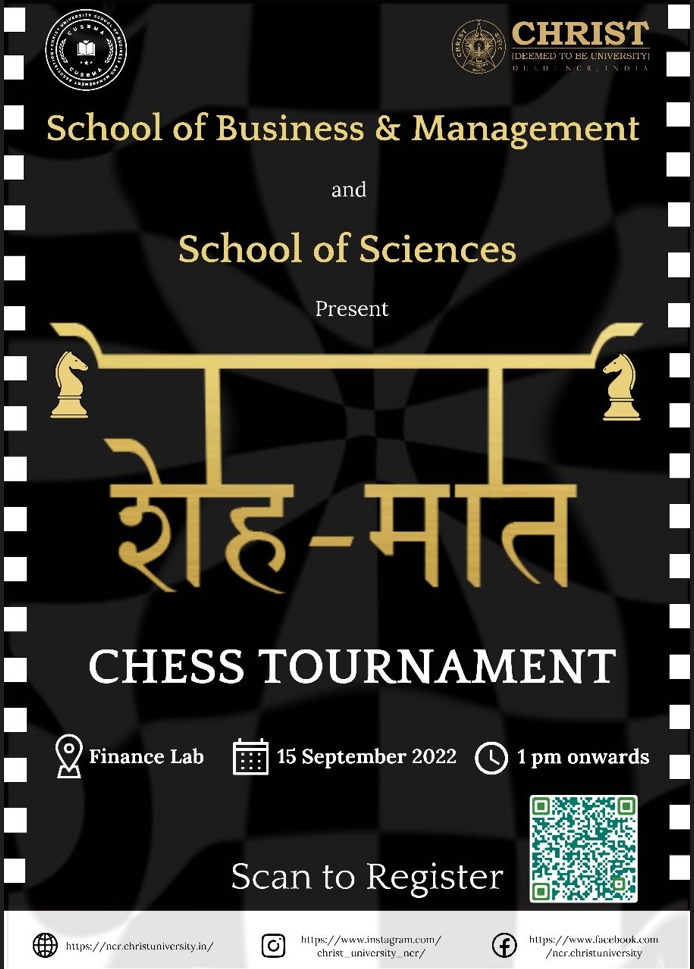 CUSBMA
CUSBMA
CHRIST
(DEEMED TO BE UNIVERSITY)
DELHI NCR, INDIA
School of Business & Management
and
School of Sciences
Present
शेह-मात
CHESS TOURNAMENT
Finance Lab
15 September 2022
1 pm onwards
Scan to Register
https://ncr.christuniversity.in/
https://www.instagram.com/
christ_university_ncr/
https://www.facebook.com
/ncr.christuniversity